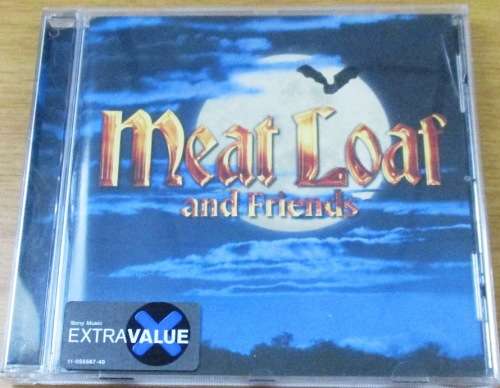 Meat Loaf
and Friends
Sony Music
EXTRAVALUE